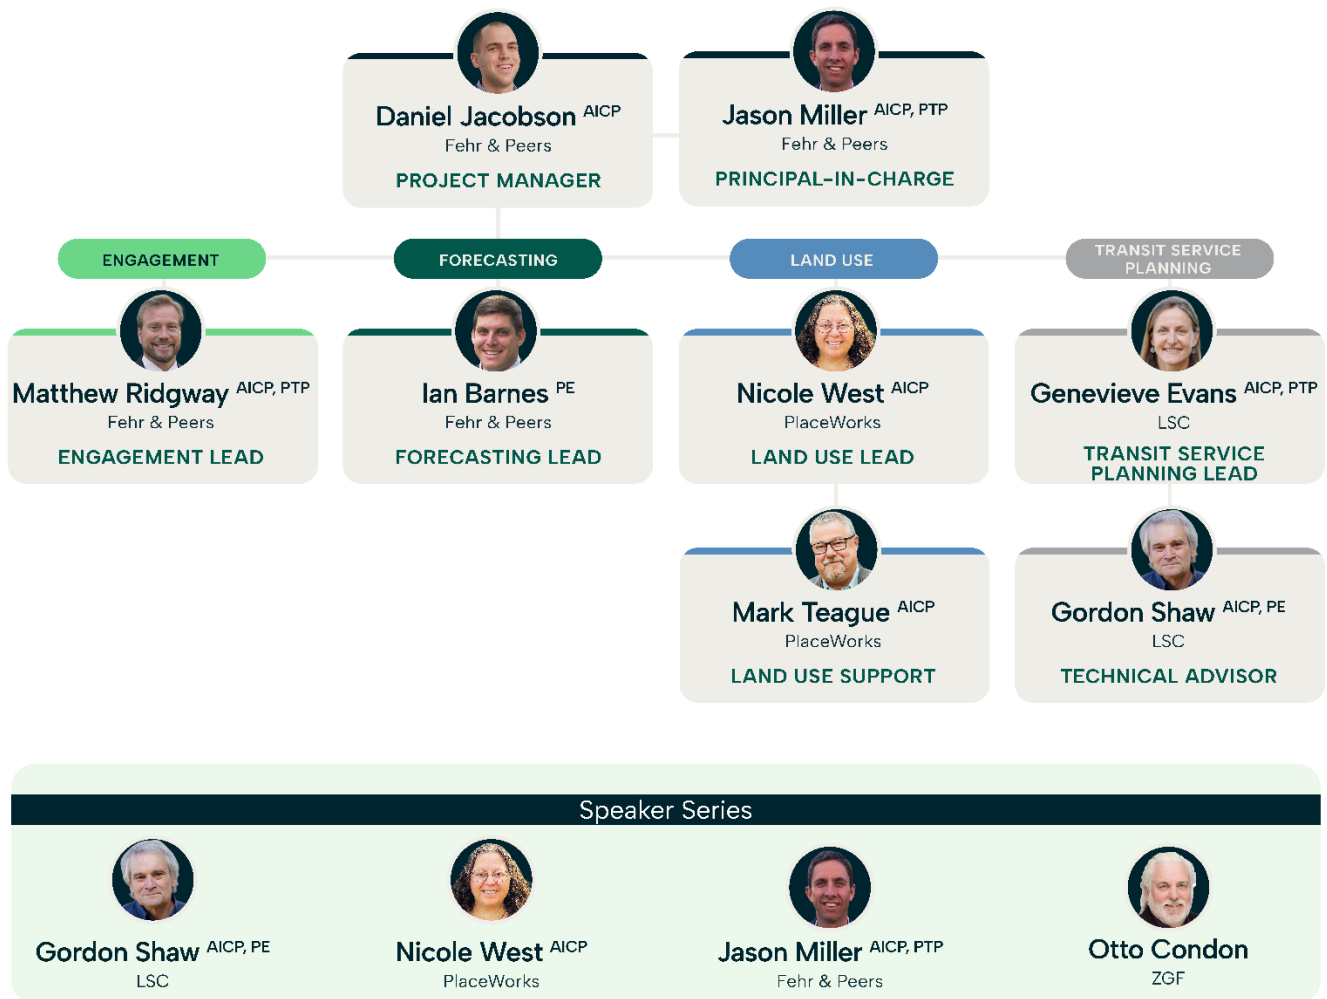 Daniel Jacobson AICP
Fehr & Peers
PROJECT MANAGER
Jason Miller AICP, PTP
Fehr & Peers
PRINCIPAL-IN-CHARGE
ENGAGEMENT
FORECASTING
LAND USE
TRANSIT SERVICE
PLANNING
Matthew Ridgway AICP, PTP
Fehr & Peers
ENGAGEMENT LEAD
Ian Barnes PE
Fehr & Peers
FORECASTING LEAD
Nicole West AICP
PlaceWorks
LAND USE LEAD
Genevieve Evans AICP, PTP
LSC
TRANSIT SERVICE
PLANNING LEAD
Mark Teague AICP
PlaceWorks
LAND USE SUPPORT
Gordon Shaw AICP, PE
LSC
TECHNICAL ADVISOR
Speaker Series
Gordon Shaw AICP, PE
LSC
Nicole West AICP
PlaceWorks
Jason Miller AICP, PTP
Fehr & Peers
Otto Condon
ZGF